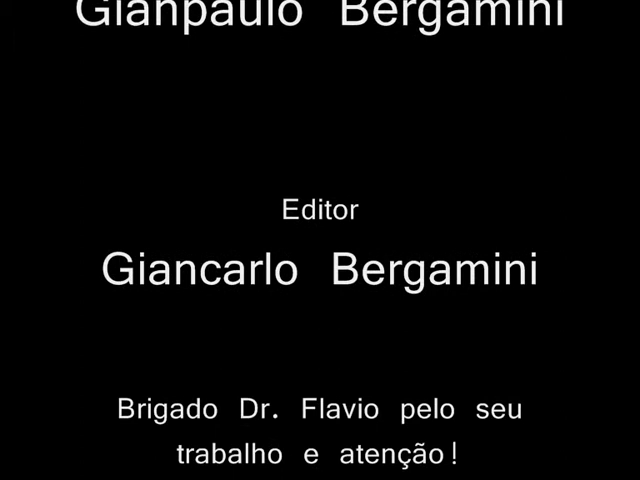 Gianpaulo Bergamini
Editor
Giancarlo Bergamini
Brigado Dr. Flavio pelo seu
trabalho e atenção!